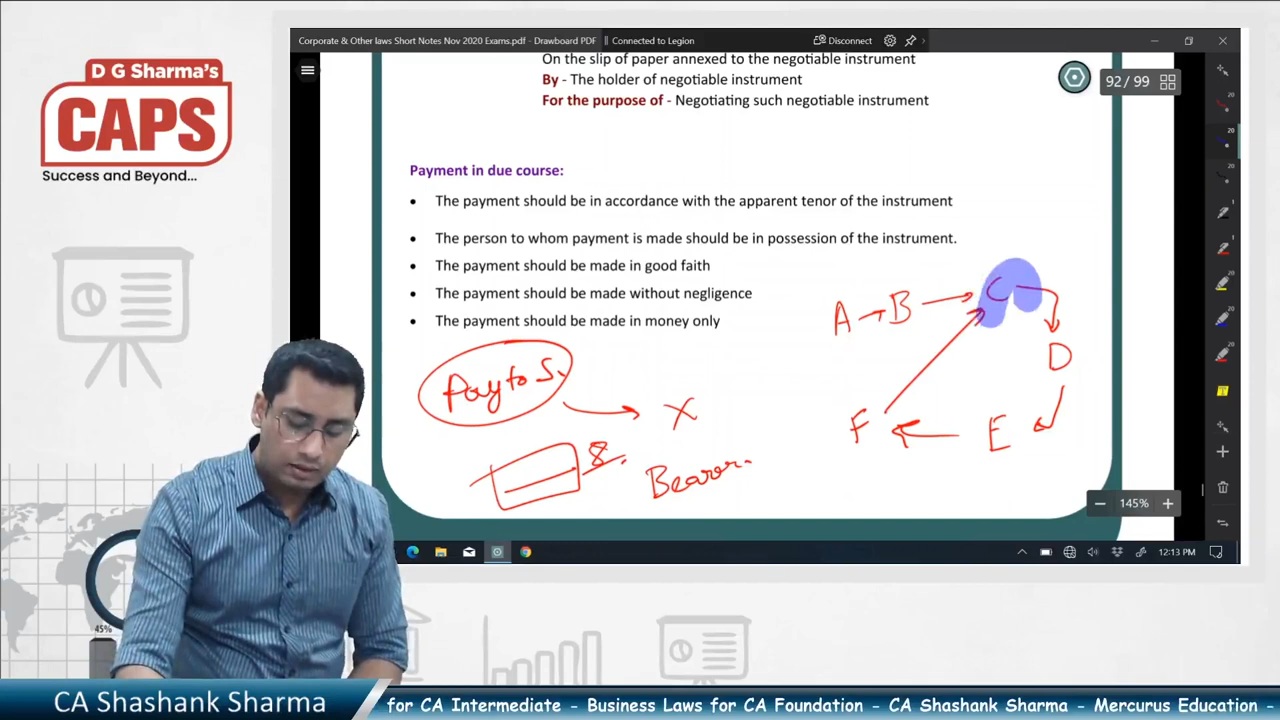 D G Sharma's
CAPS
Success and Beyond...
Corporate & Other laws Short Notes Nov 2020 Exams.pdf - Drawboard PDF
Connected to Legion
Disconnect
92 / 99
On the slip of paper annexed to the negotiable instrument
By - The holder of negotiable instrument
For the purpose of - Negotiating such negotiable instrument
Payment in due course:
• The payment should be in accordance with the apparent tenor of the instrument
• The person to whom payment is made should be in possession of the instrument.
• The payment should be made in good faith
• The payment should be made without negligence
• The payment should be made in money only
A → B
C
D
E
F
Pay to S.
X
Bearer.
145%
12:13 PM
45%
CA Shashank Sharma
for CA Intermediate - Business Laws for CA Foundation - CA Shashank Sharma - Mercurus Education -